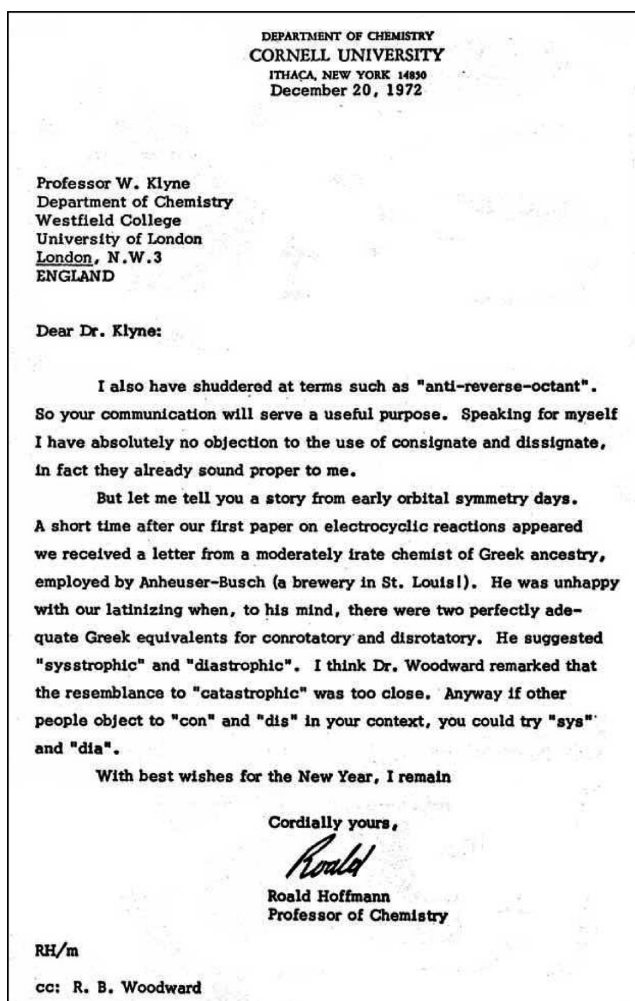 DEPARTMENT OF CHEMISTRY
CORNELL UNIVERSITY
ITHACA, NEW YORK 14850
December 20, 1972
Professor W. Klyne
Department of Chemistry
Westfield College
University of London
London, N.W.3
ENGLAND
Dear Dr. Klyne:
I also have shuddered at terms such as "anti-reverse-octant".
So your communication will serve a useful purpose. Speaking for myself
I have absolutely no objection to the use of consignate and dissignate,
in fact they already sound proper to me.
But let me tell you a story from early orbital symmetry days.
A short time after our first paper on electrocyclic reactions appeared
we received a letter from a moderately irate chemist of Greek ancestry,
employed by Anheuser-Busch (a brewery in St. Louis!). He was unhappy
with our latinizing when, to his mind, there were two perfectly ade-
quate Greek equivalents for conrotatory and disrotatory. He suggested
"sysstrophic" and "diastrophic". I think Dr. Woodward remarked that
the resemblance to "catastrophic" was too close. Anyway if other
people object to "con" and "dis" in your context, you could try "sys"
and "dia".
With best wishes for the New Year, I remain
Cordially yours,
Roald
Roald Hoffmann
Professor of Chemistry
RH/m
cc: R. B. Woodward